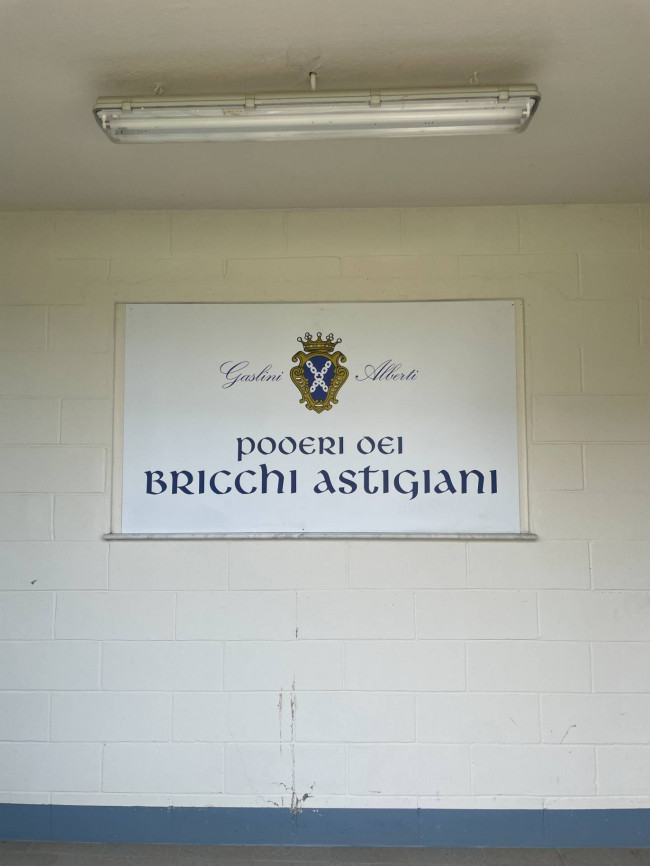 Gaslini Alberti
PODERI DEI
BRICCHI ASTIGIANI